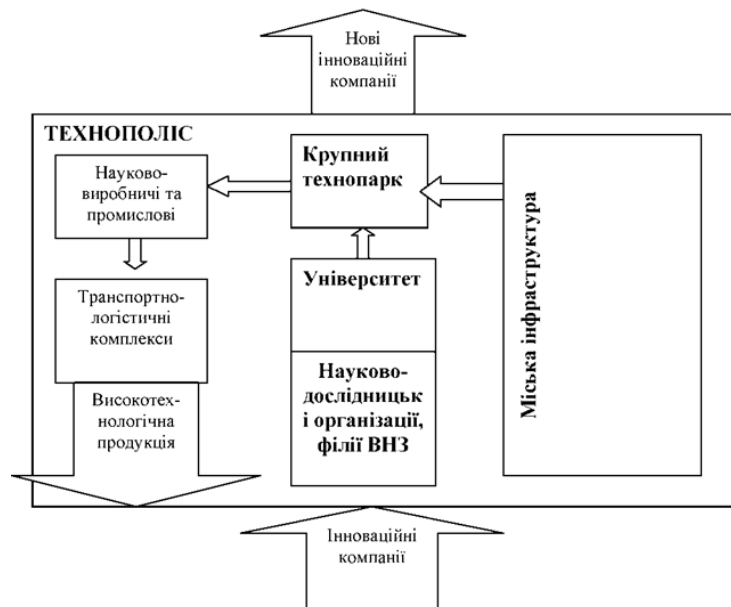 Нові
інноваційні
компанії
ТЕХНОПОЛІС
Науково-
виробничі та
промислові
Крупний
технопарк
Транспортно-
логістичні
комплекси
Університет
Міська інфраструктура
Високотех-
нологічна
продукція
Науково-
дослідницьк
і організації,
філії ВНЗ
Інноваційні
компанії